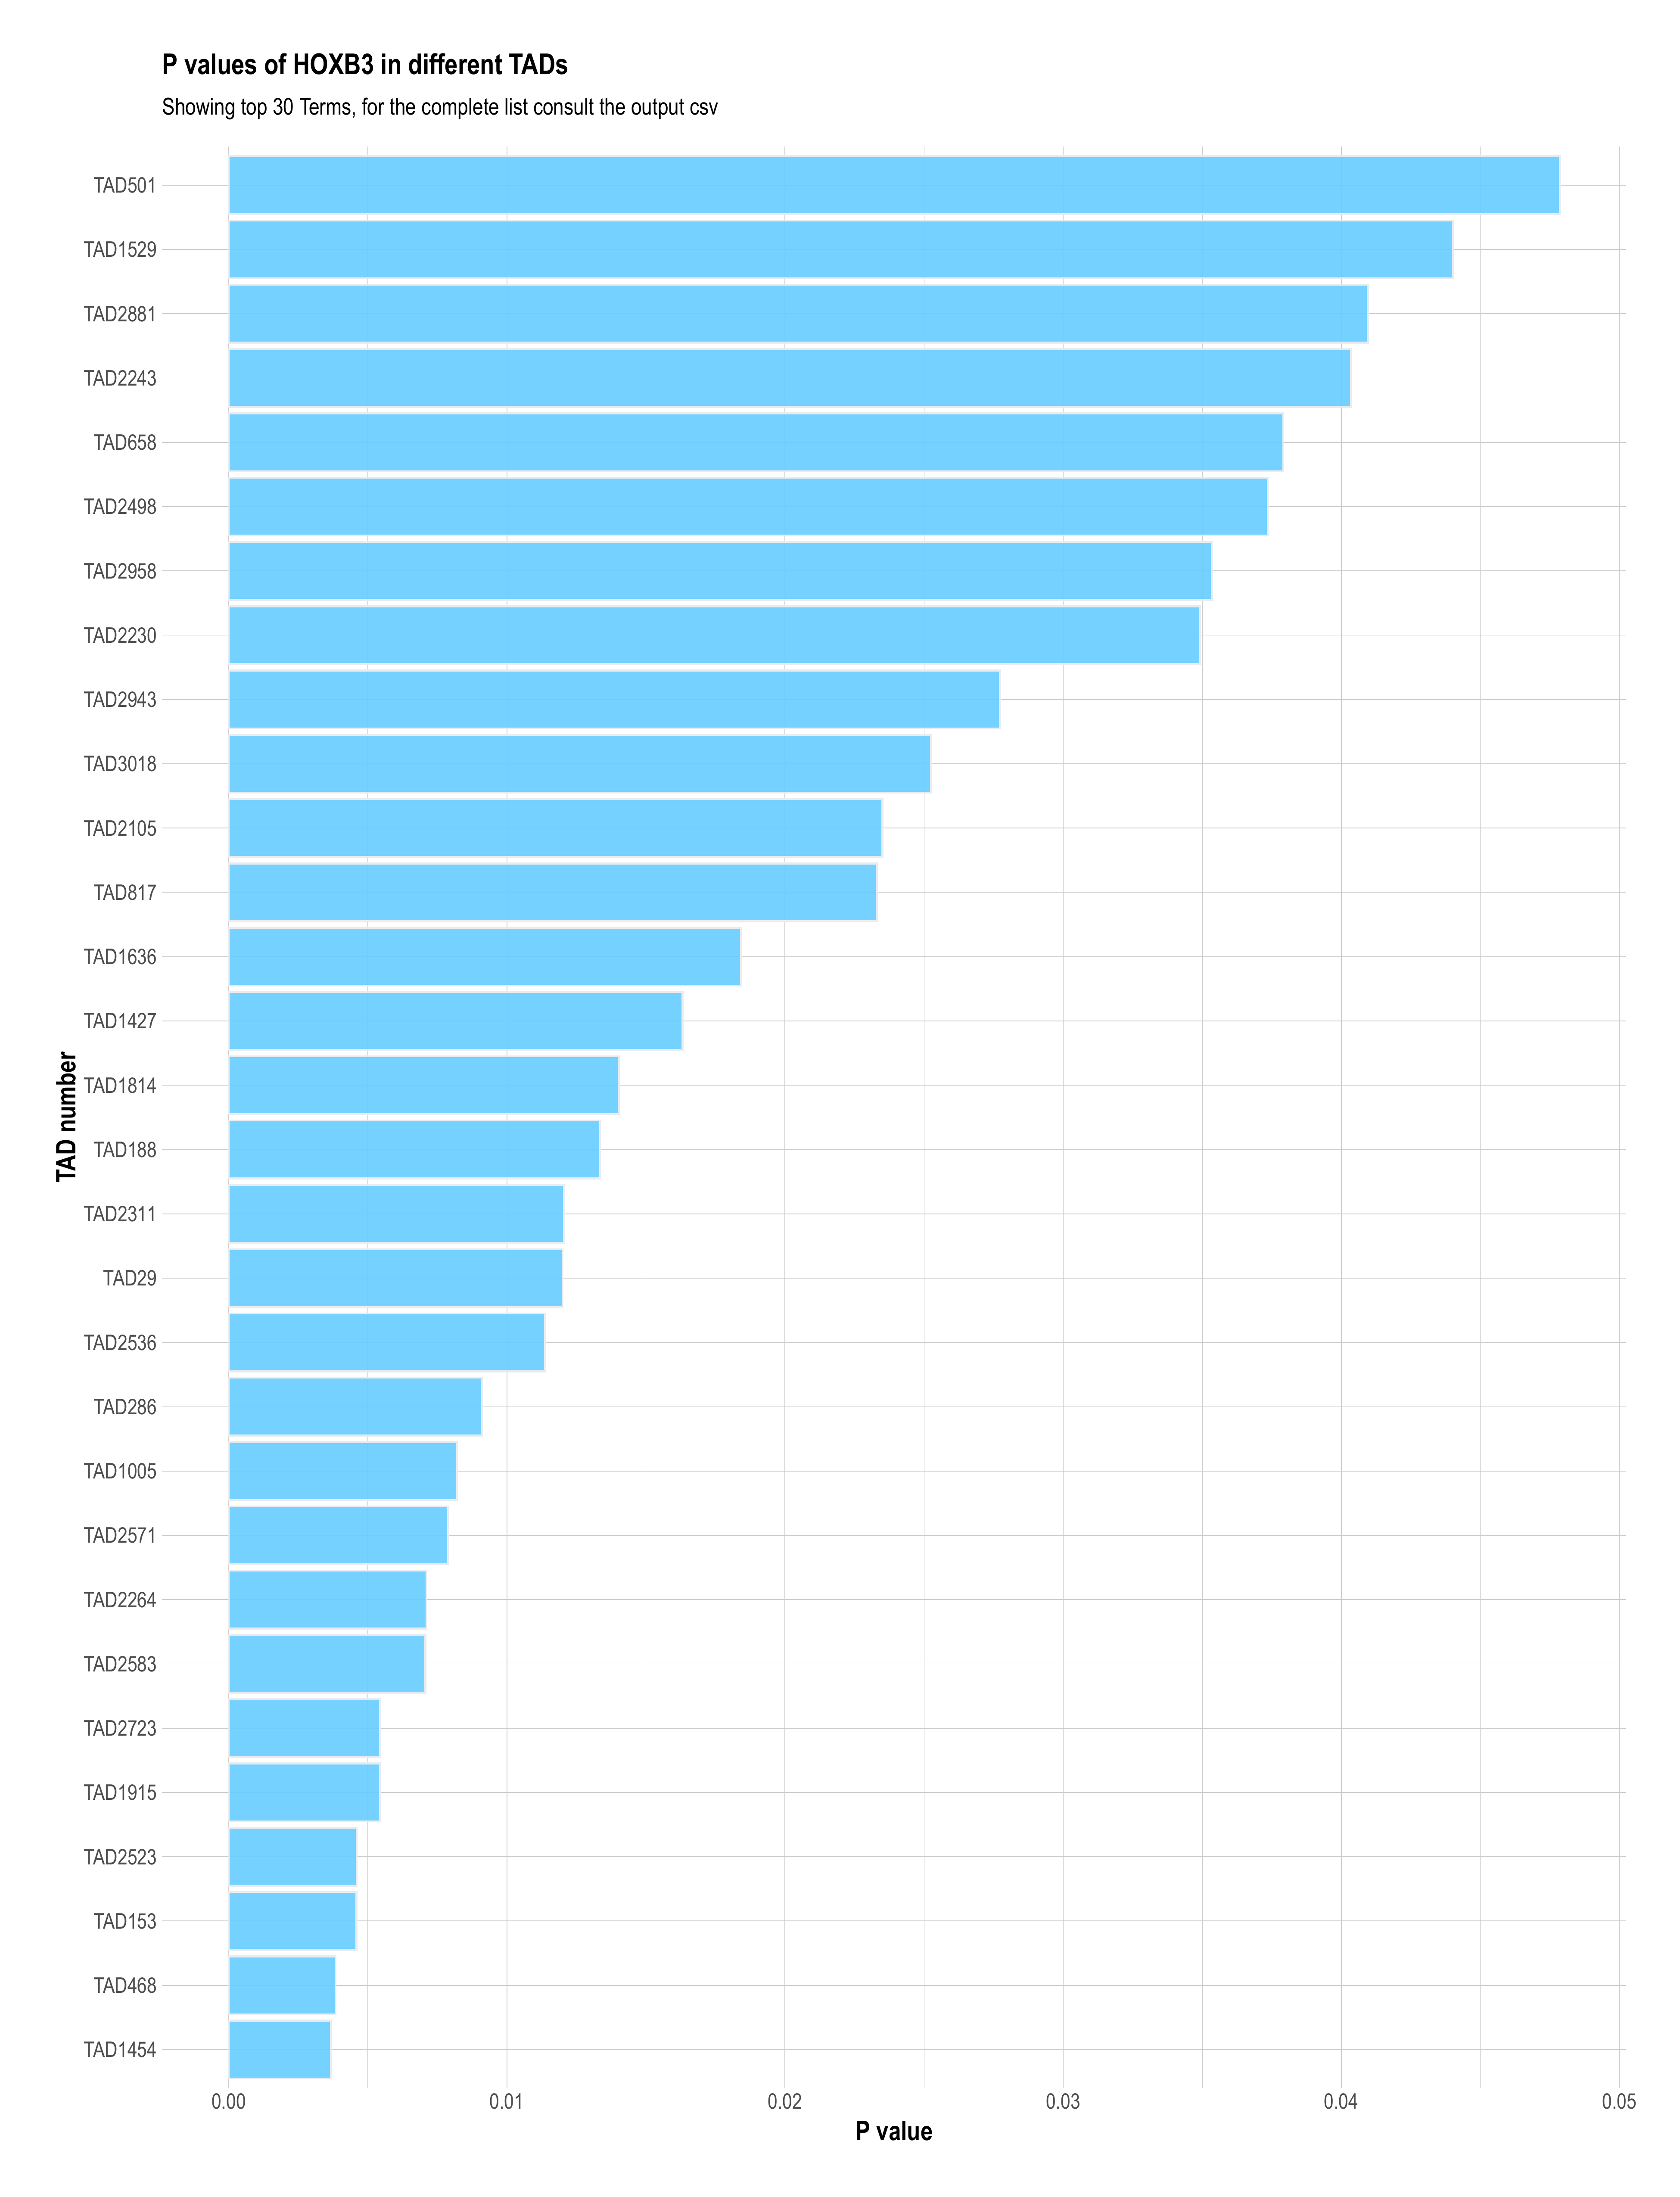 P values of HOXB3 in different TADs
Showing top 30 Terms, for the complete list consult the output csv
TAD number
TAD501
TAD1529
TAD2881
TAD2243
TAD658
TAD2498
TAD2958
TAD2230
TAD2943
TAD3018
TAD2105
TAD817
TAD1636
TAD1427
TAD1814
TAD188
TAD2311
TAD29
TAD2536
TAD286
TAD1005
TAD2571
TAD2264
TAD2583
TAD2723
TAD1915
TAD2523
TAD153
TAD468
TAD1454
0.00 0.01 0.02 0.03 0.04 0.05
P value